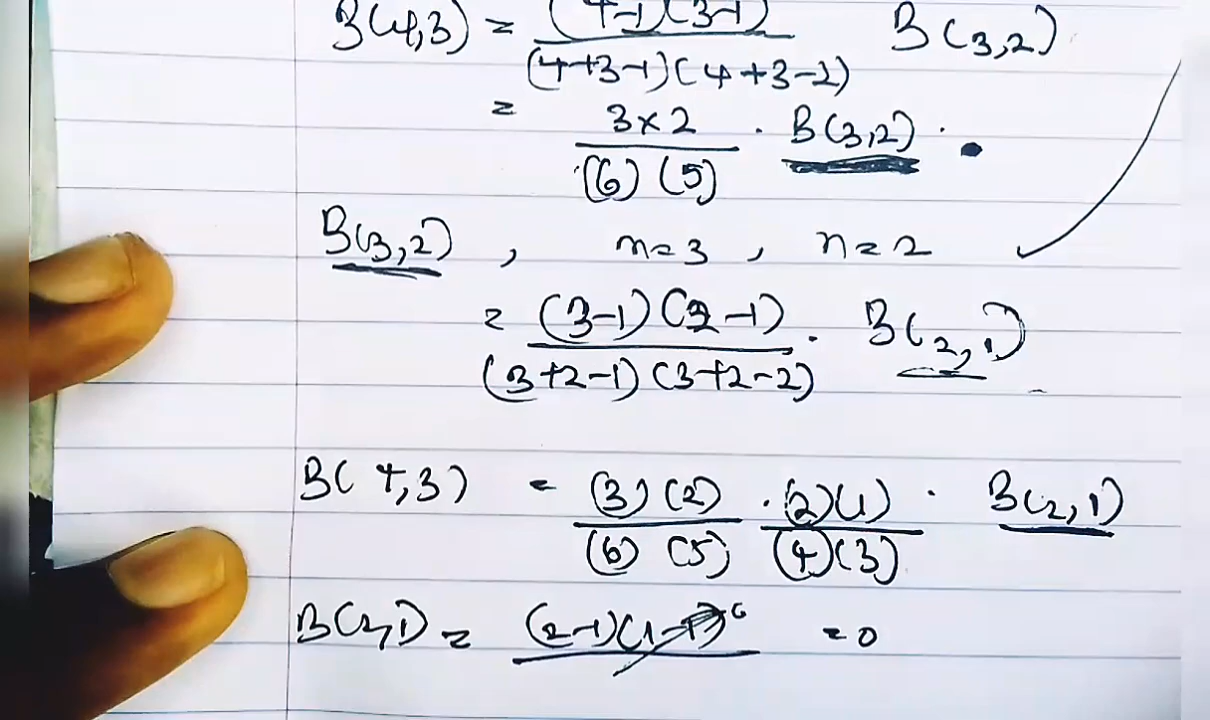 B(4,3) = (4-1)(3-1) / (4+3-1)(4+3-2) B(3,2)
= 3×2 / (6)(5) · B(3,2) ·
B(3,2) , m=3 , n=2
= (3-1)(2-1) / (3+2-1)(3+2-2) · B(2,1)
B(4,3) = (3)(2) / (6)(5) · (2)(1) / (4)(3) · B(2,1)
B(2,1) = (2-1)(1-1) 0 = 0